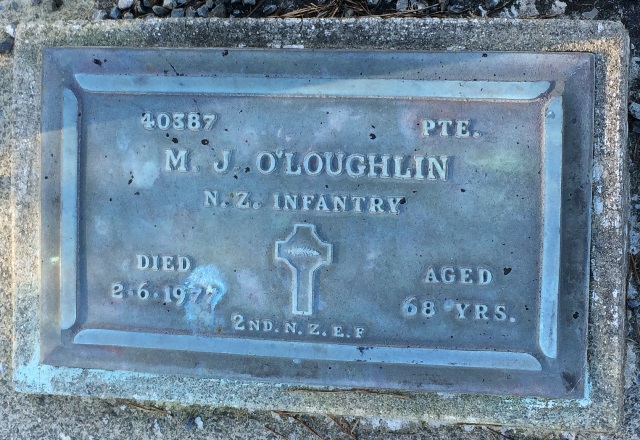 40387 PTE.
M. J. O'LOUGHLIN
N.Z. INFANTRY
DIED AGED
2·6·1977 68 YRS.
2ND. N.Z.E.F